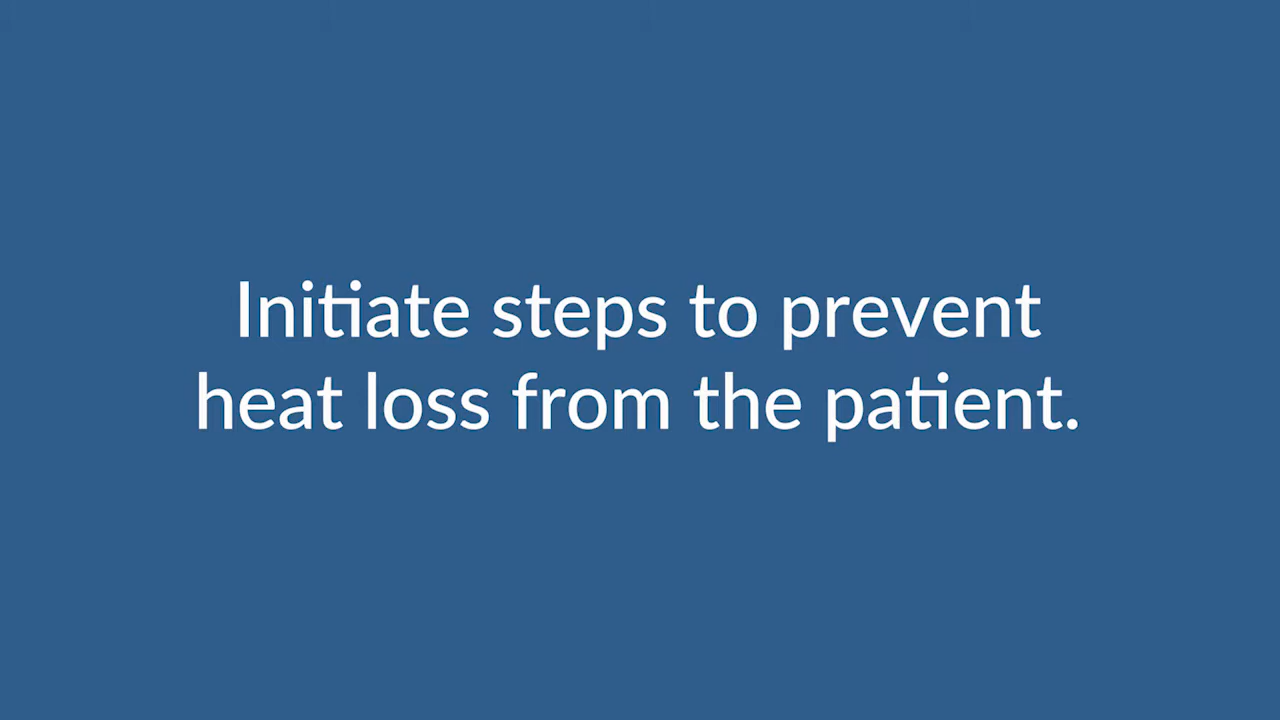 Initiate steps to prevent
heat loss from the patient.